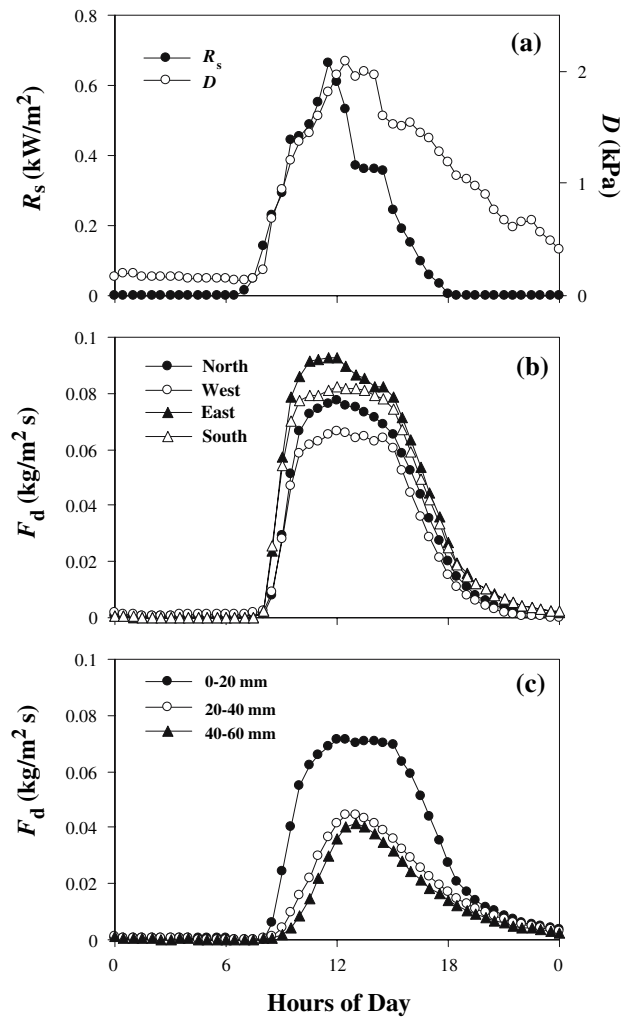 0.8
0.6
0.4
0.2
0
R_s (kW/m²)
R_s
D
(a)
2
1
0
D (kPa)
0.1
0.08
0.06
0.04
0.02
0
F_d (kg/m² s)
North
West
East
South
(b)
0.1
0.08
0.06
0.04
0.02
0
F_d (kg/m² s)
0-20 mm
20-40 mm
40-60 mm
(c)
0 6 12 18 0
Hours of Day